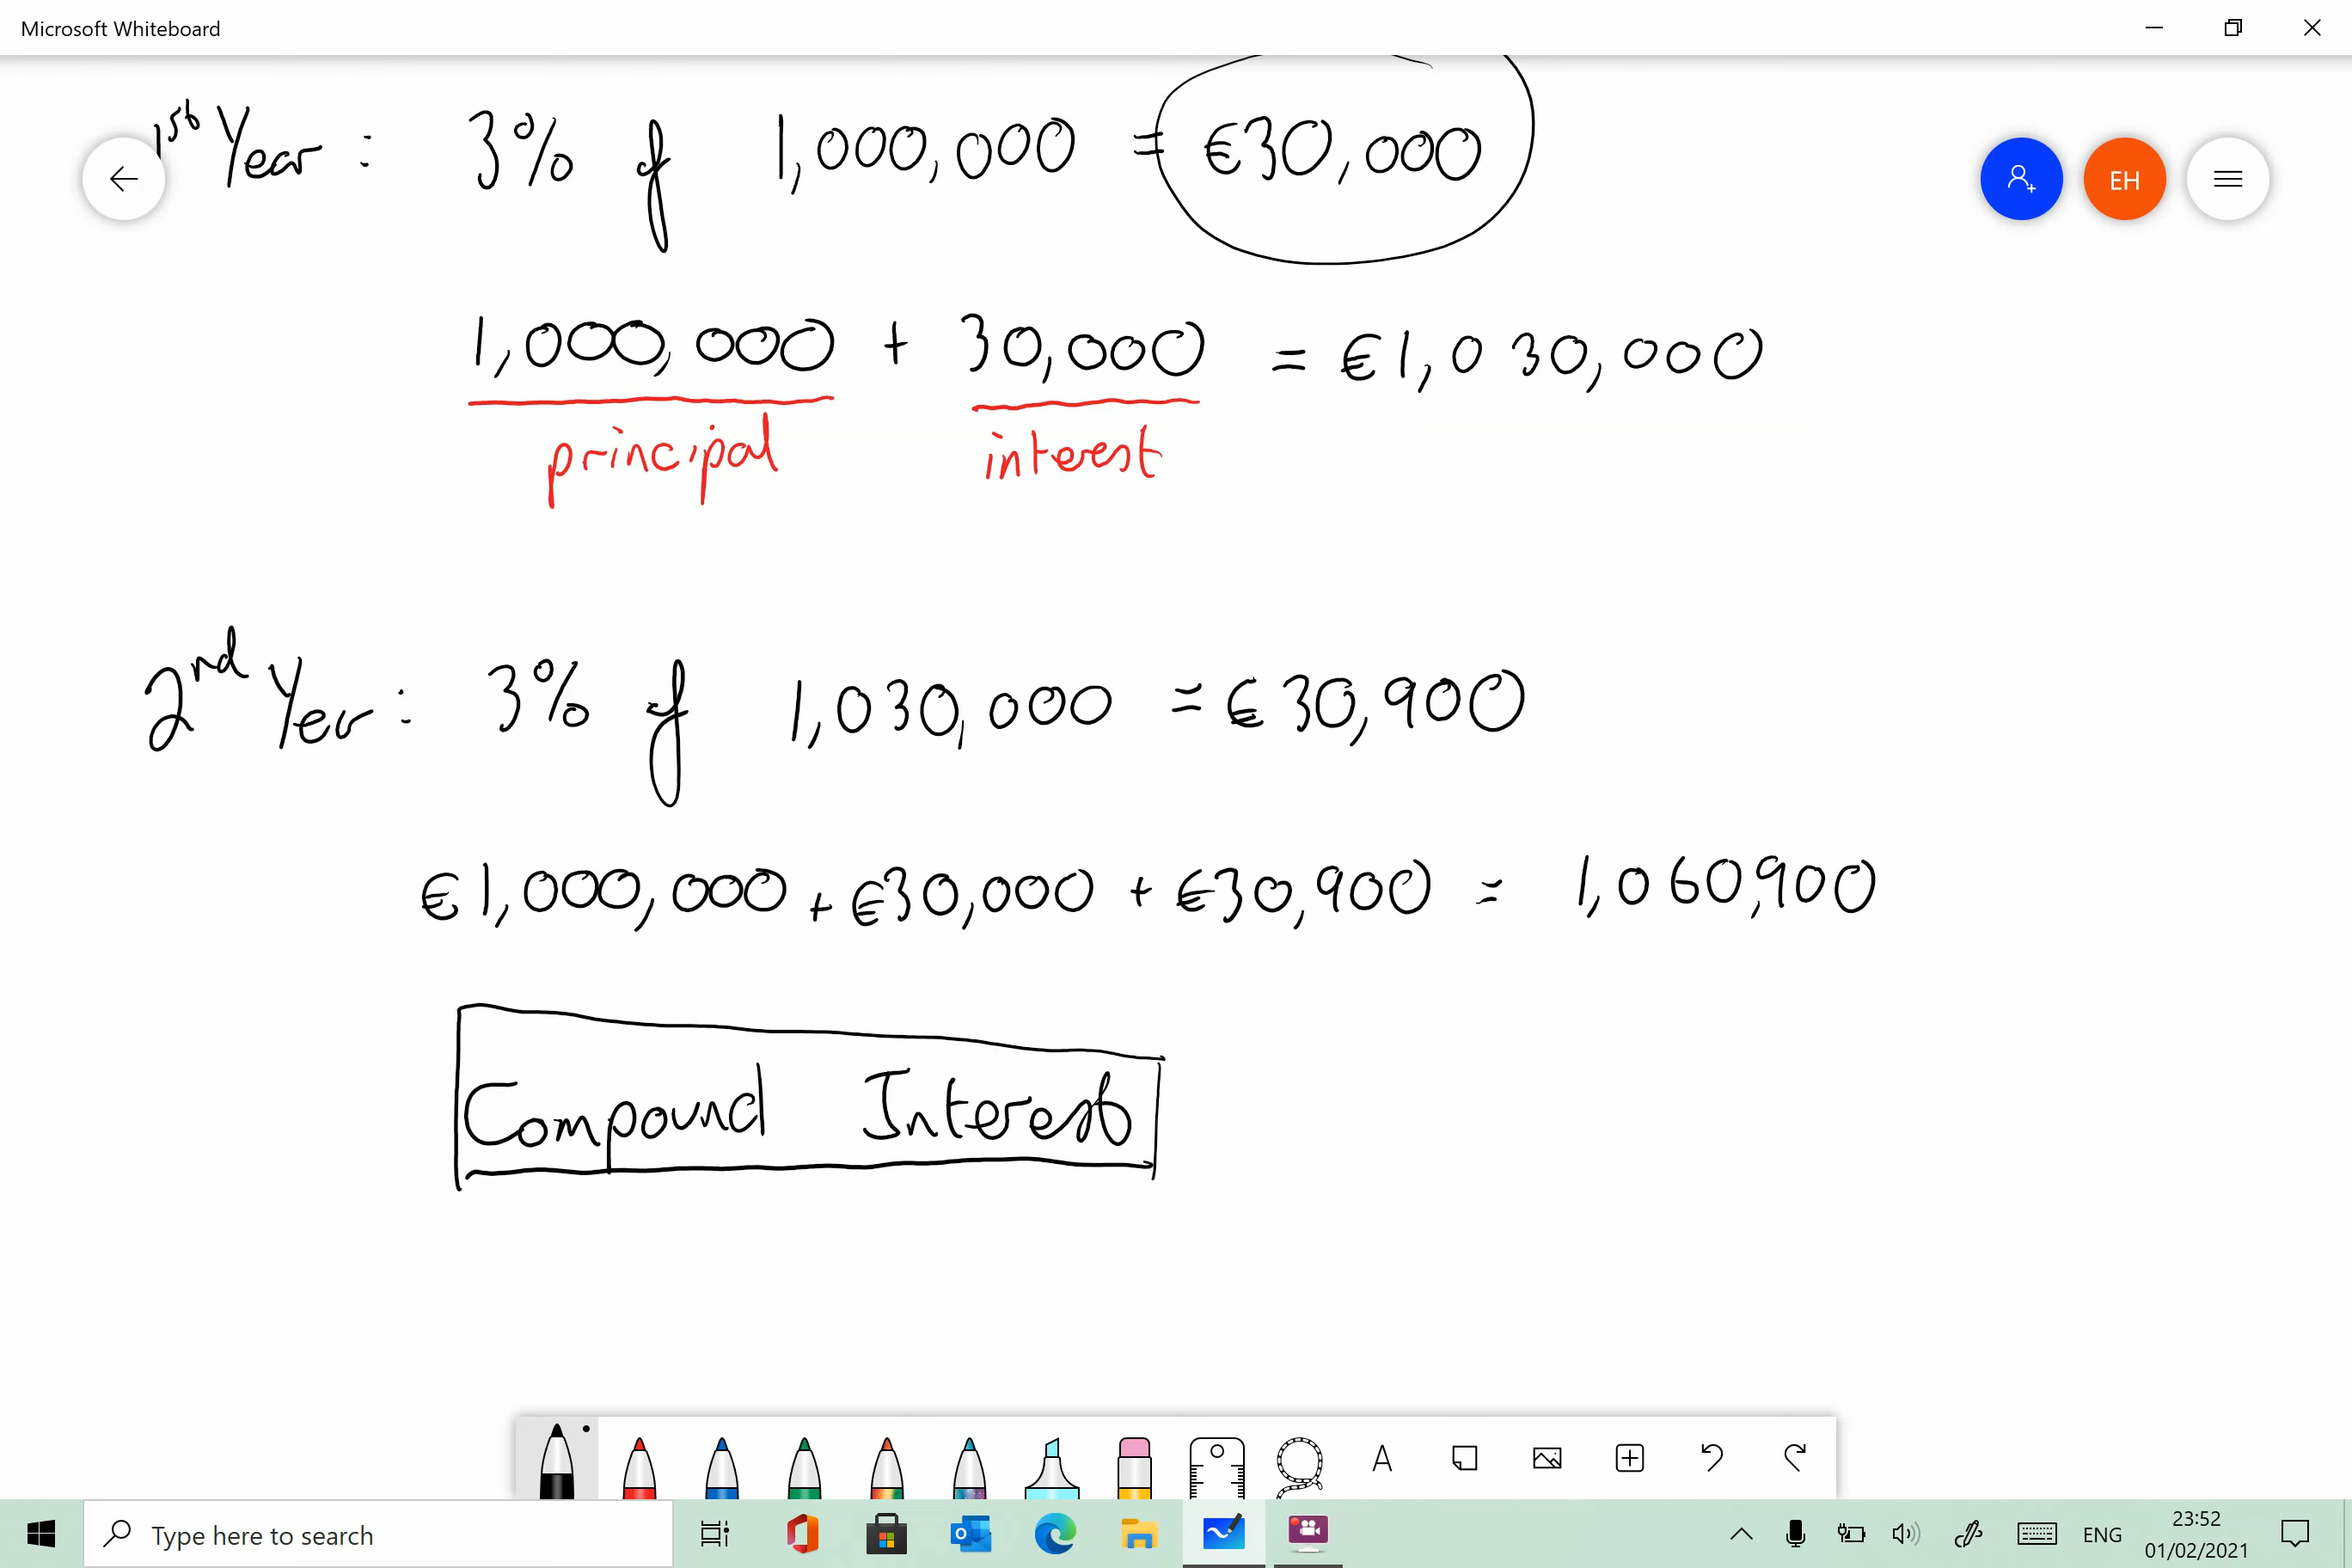 Microsoft Whiteboard
1st Year : 3% of 1,000,000 = €30,000
EH
1,000,000 + 30,000 = €1,030,000
principal interest
2nd Year : 3% of 1,030,000 = €30,900
€1,000,000 + €30,000 + €30,900 = 1,060,900
Compound Interest
A
Type here to search
ENG
23:52
01/02/2021